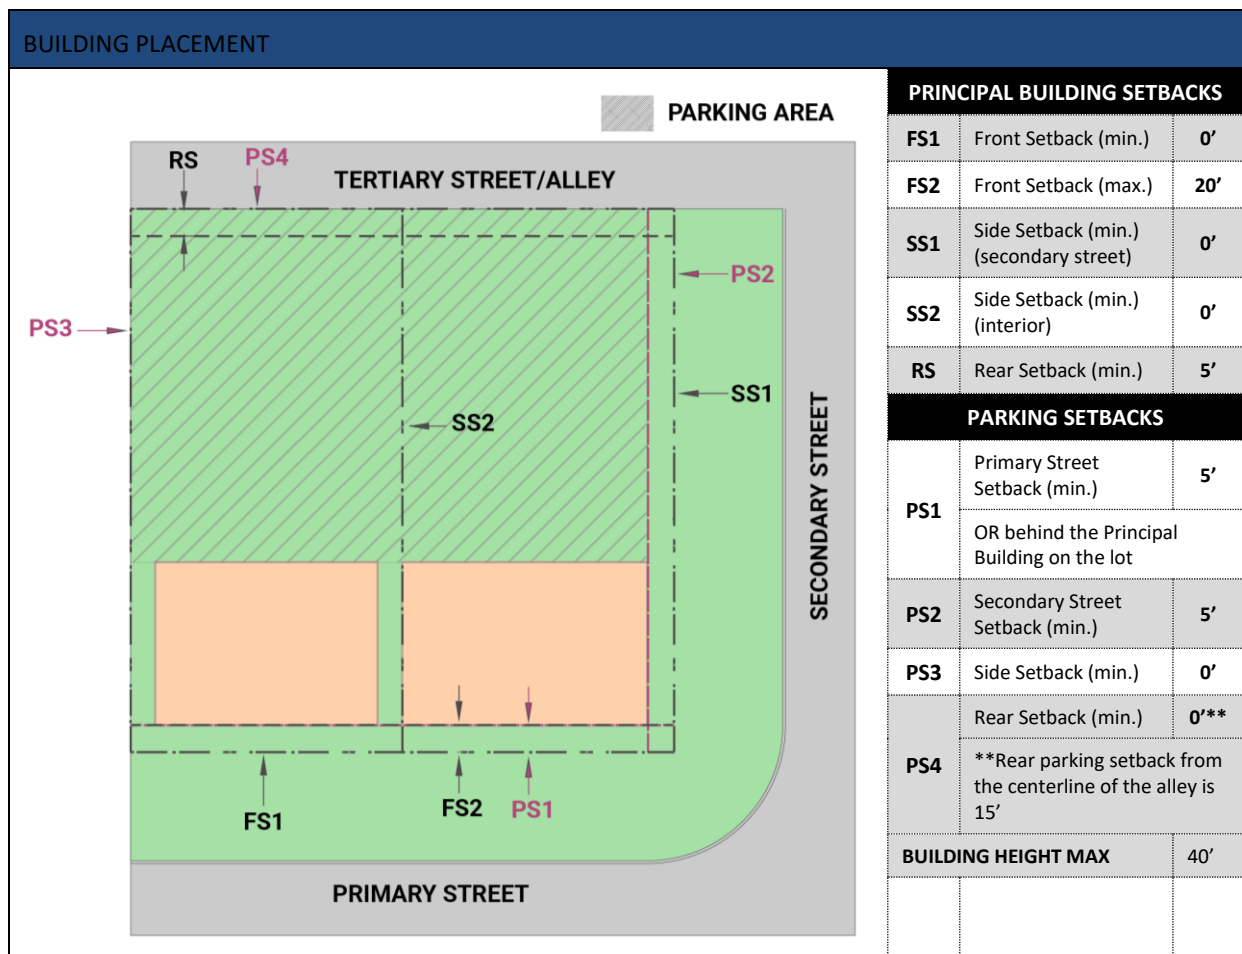 BUILDING PLACEMENT
PARKING AREA
RS
PS4
TERTIARY STREET/ALLEY
PS2
PS3
SS1
SS2
SECONDARY STREET
FS1
FS2
PS1
PRIMARY STREET
PRINCIPAL BUILDING SETBACKS
FS1 Front Setback (min.) 0’
FS2 Front Setback (max.) 20’
SS1 Side Setback (min.) 0’
(secondary street)
SS2 Side Setback (min.) 0’
(interior)
RS Rear Setback (min.) 5’
PARKING SETBACKS
PS1 Primary Street 5’
Setback (min.)
OR behind the Principal
Building on the lot
PS2 Secondary Street 5’
Setback (min.)
PS3 Side Setback (min.) 0’
PS4 Rear Setback (min.) 0’**
**Rear parking setback from
the centerline of the alley is
15’
BUILDING HEIGHT MAX 40’